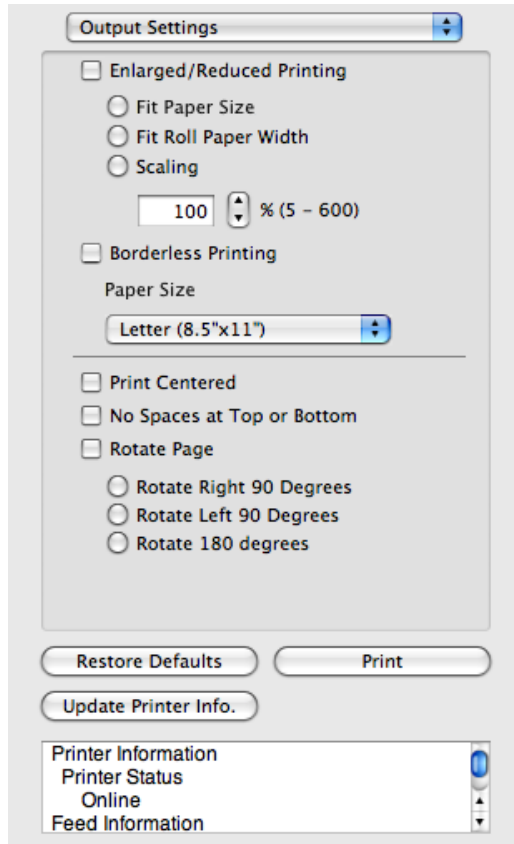 Output Settings
Enlarged/Reduced Printing
Fit Paper Size
Fit Roll Paper Width
Scaling
100 % (5 – 600)
Borderless Printing
Paper Size
Letter (8.5"x11")
Print Centered
No Spaces at Top or Bottom
Rotate Page
Rotate Right 90 Degrees
Rotate Left 90 Degrees
Rotate 180 degrees
Restore Defaults Print
Update Printer Info.
Printer Information
Printer Status
Online
Feed Information